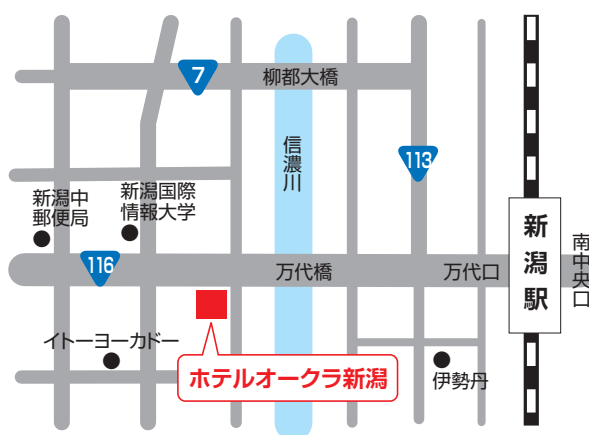 7
柳都大橋
信濃川
113
新潟中
郵便局
新潟国際
情報大学
116
万代橋
万代口
新潟駅
南中央口
イトーヨーカドー
ホテルオークラ新潟
伊勢丹